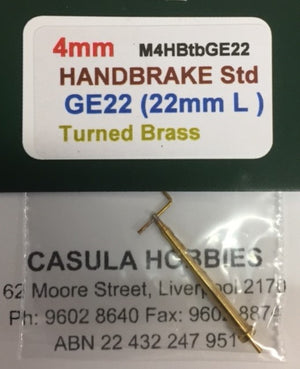 4mm M4HBtbGE22
HANDBRAKE Std
GE22 (22mm L )
Turned Brass
CASULA HOBBIES
62 Moore Street, Liverpool 2170
Ph: 9602 8640 Fax: 9602 8874
ABN 22 432 247 951